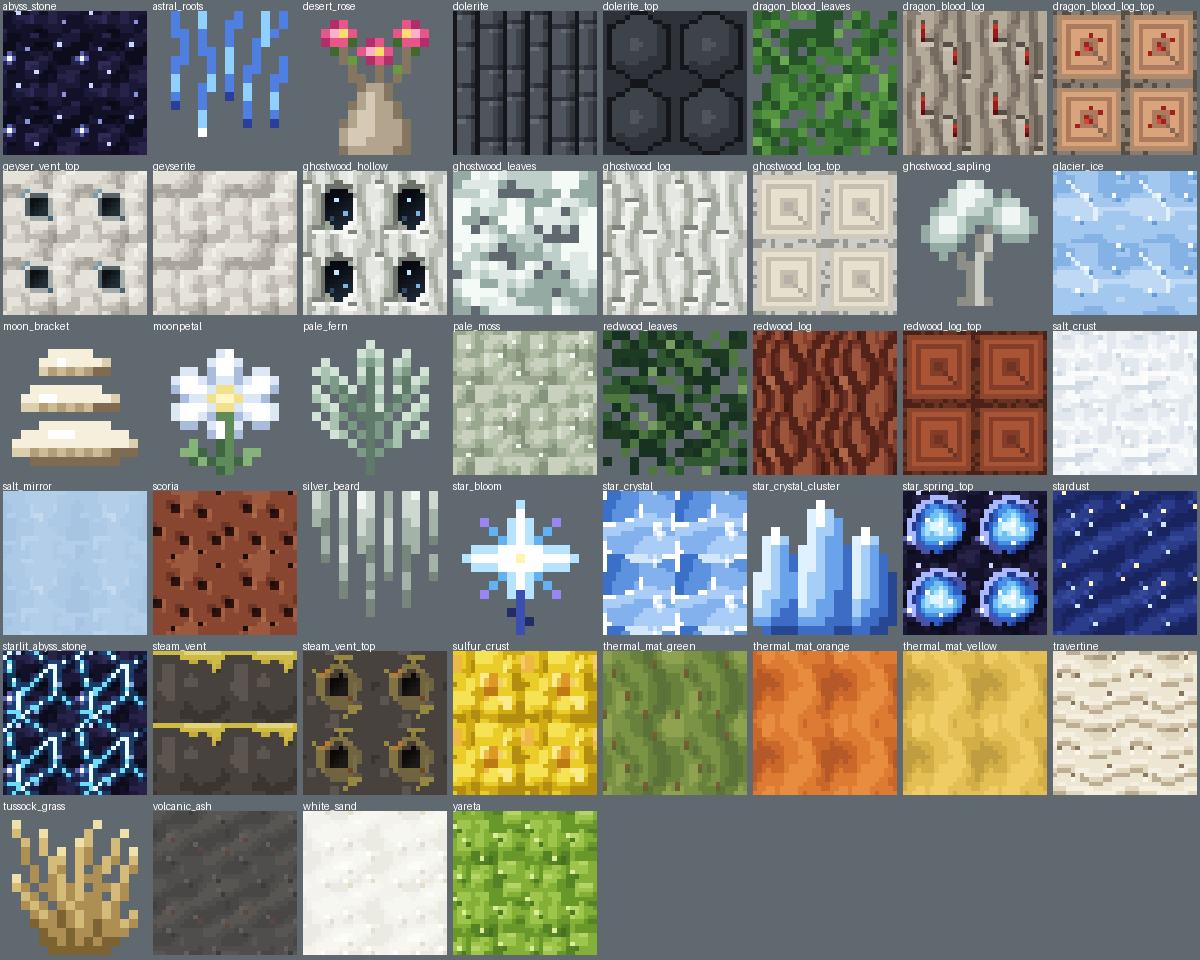 abyss_stone astral_roots desert_rose dolerite dolerite_top dragon_blood_leaves dragon_blood_log dragon_blood_log_top
geyser_vent_top geyserite ghostwood_hollow ghostwood_leaves ghostwood_log ghostwood_log_top ghostwood_sapling glacier_ice
moon_bracket moonpetal pale_fern pale_moss redwood_leaves redwood_log redwood_log_top salt_crust
salt_mirror scoria silver_beard star_bloom star_crystal star_crystal_cluster star_spring_top stardust
starlit_abyss_stone steam_vent steam_vent_top sulfur_crust thermal_mat_green thermal_mat_orange thermal_mat_yellow travertine
tussock_grass volcanic_ash white_sand yareta